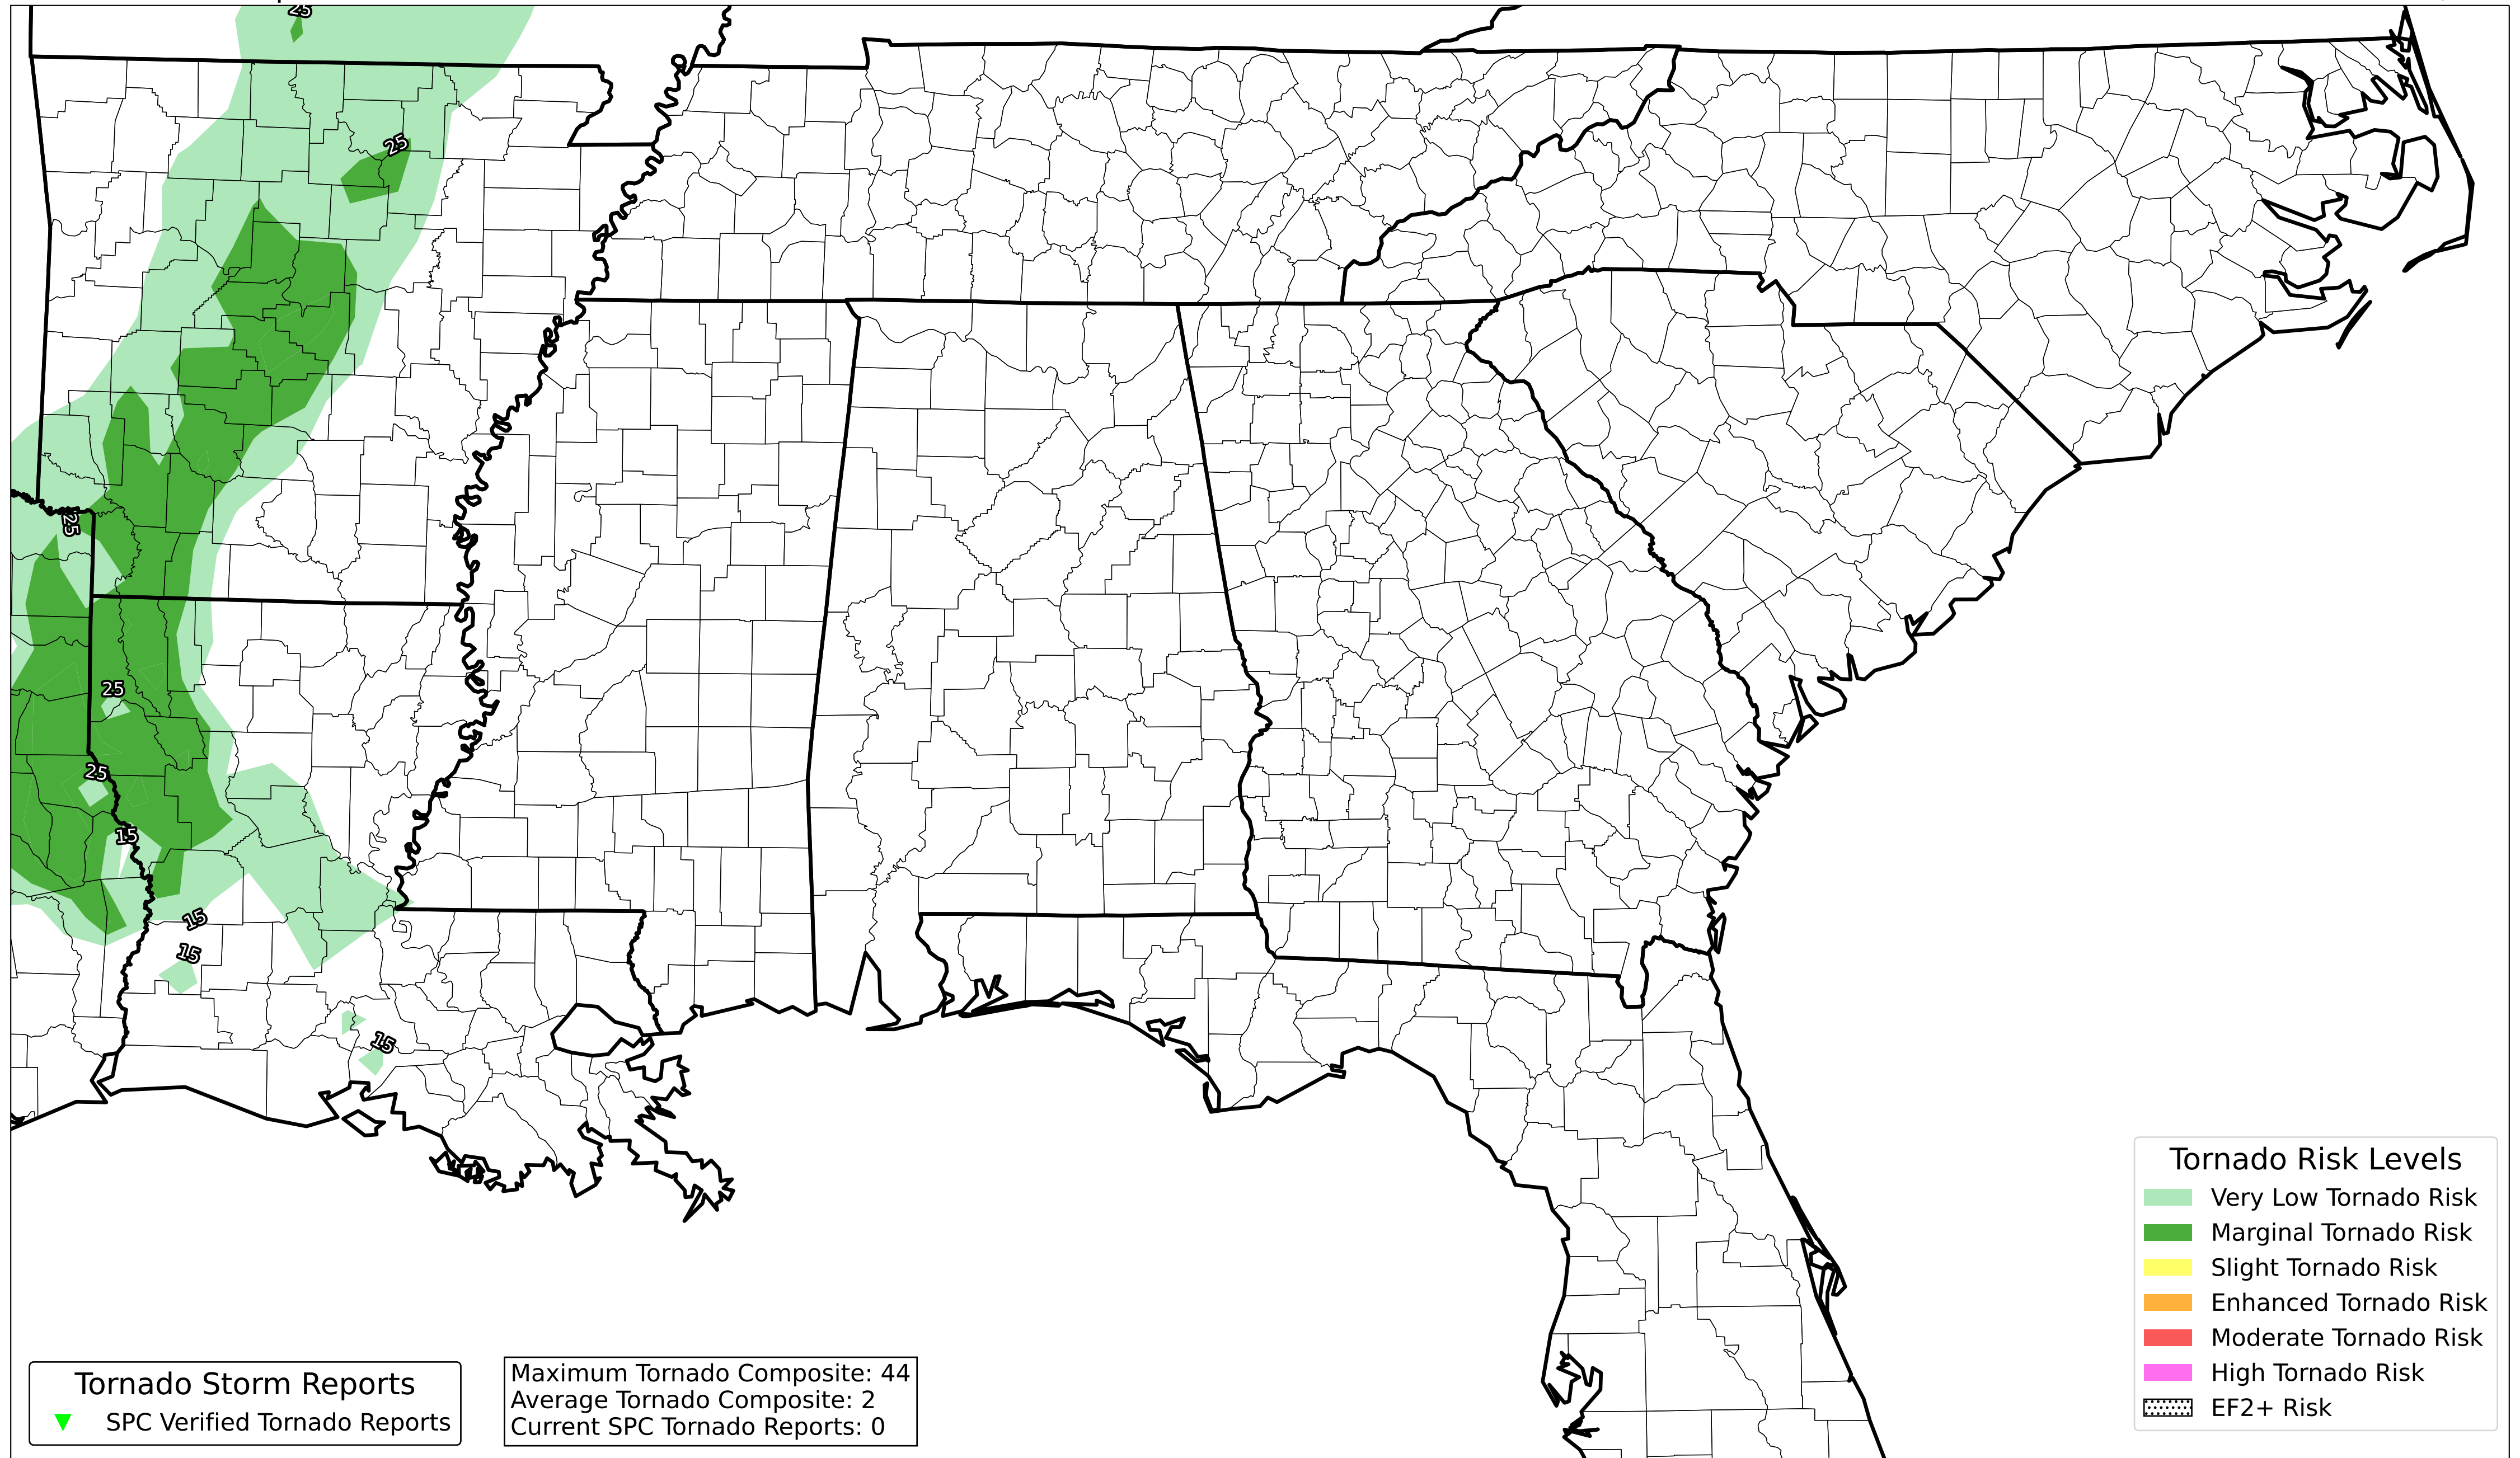 25
25
25
25
25
15
15
15
15
Tornado Risk Levels
Very Low Tornado Risk
Marginal Tornado Risk
Slight Tornado Risk
Enhanced Tornado Risk
Moderate Tornado Risk
High Tornado Risk
EF2+ Risk
Tornado Storm Reports
SPC Verified Tornado Reports
Maximum Tornado Composite: 44
Average Tornado Composite: 2
Current SPC Tornado Reports: 0